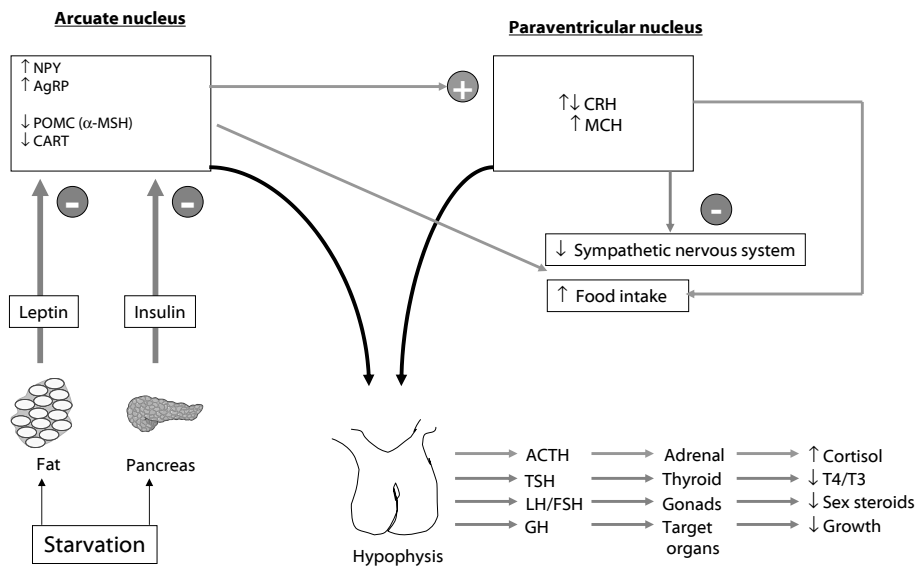 Arcuate nucleus
Paraventricular nucleus
↑ NPY
↑ AgRP
↓ POMC (α-MSH)
↓ CART
+
↑↓ CRH
↑ MCH
-
-
-
↓ Sympathetic nervous system
↑ Food intake
Leptin
Insulin
Fat
Pancreas
Starvation
Hypophysis
ACTH Adrenal ↑ Cortisol
TSH Thyroid ↓ T4/T3
LH/FSH Gonads ↓ Sex steroids
GH Target ↓ Growth
organs